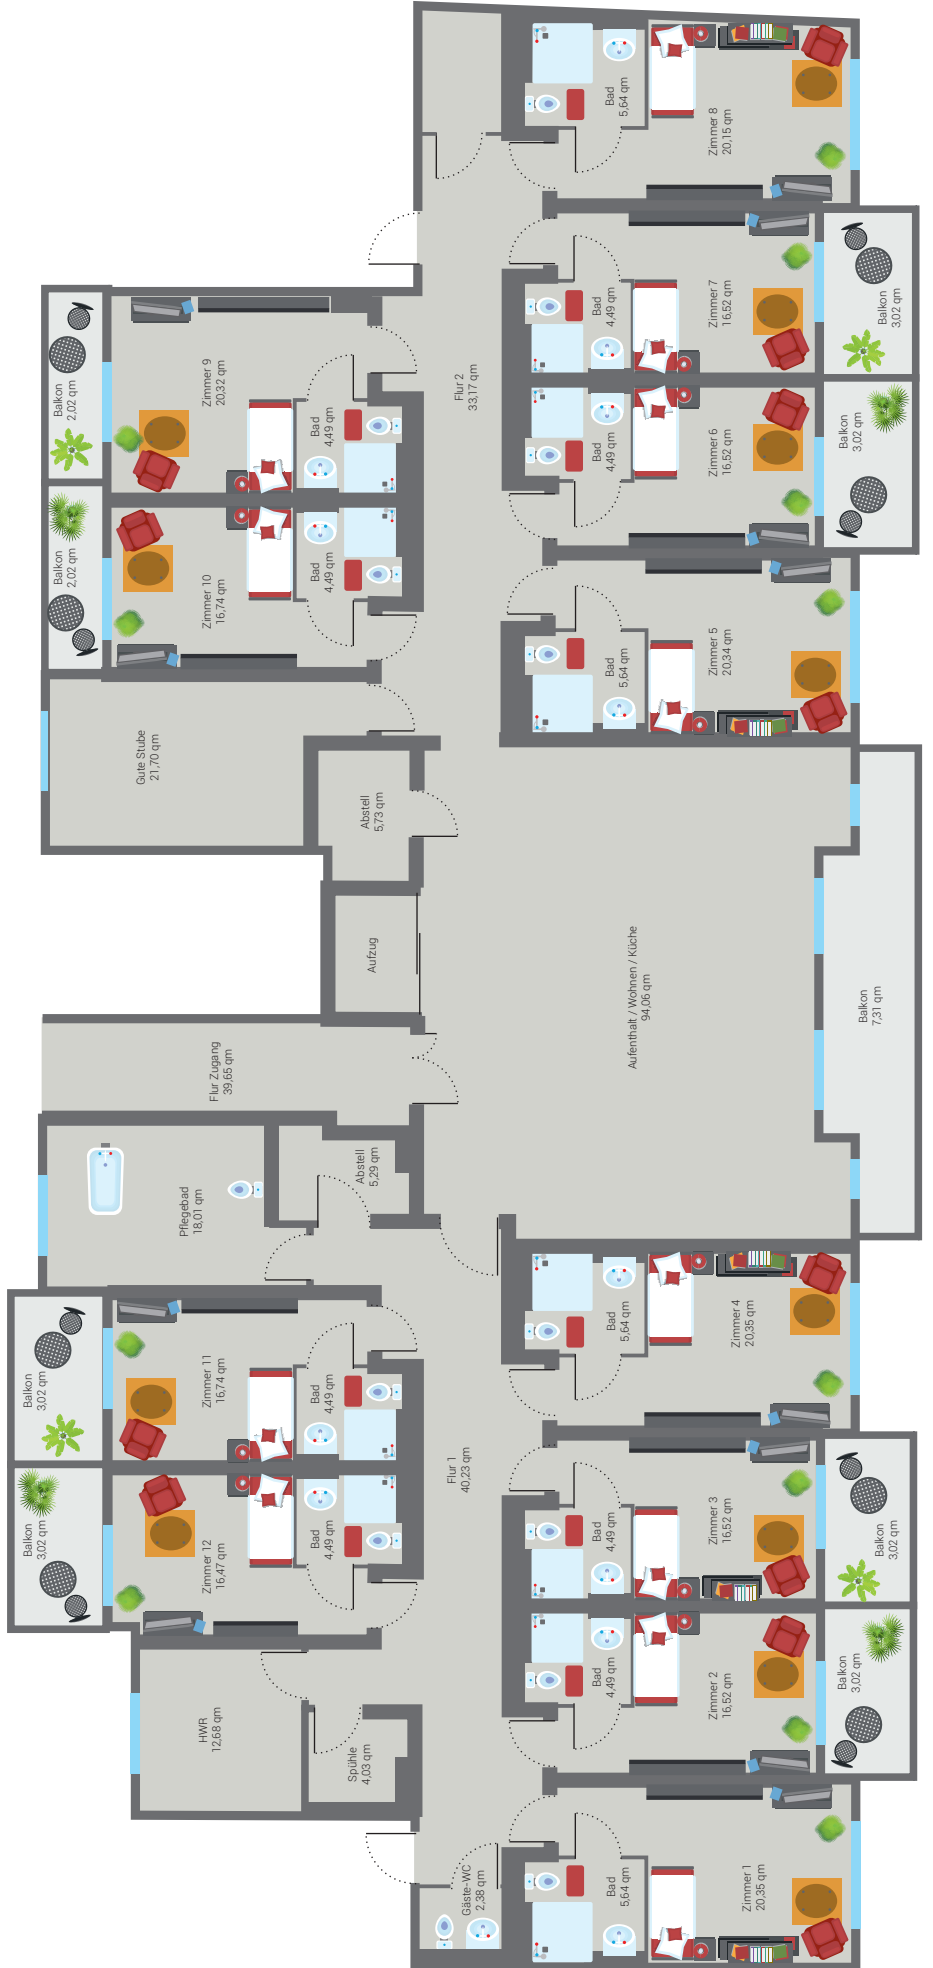 Bad
5,64 qm
Zimmer 8
20,15 qm
Bad
4,49 qm
Zimmer 7
16,52 qm
Balkon
3,02 qm
Balkon
2,02 qm
Zimmer 9
20,32 qm
Bad
4,49 qm
Flur 2
33,17 qm
Bad
4,49 qm
Zimmer 6
16,52 qm
Balkon
3,02 qm
Balkon
2,02 qm
Zimmer 10
16,74 qm
Bad
4,49 qm
Bad
5,64 qm
Zimmer 5
20,34 qm
Gute Stube
21,70 qm
Abstell
5,73 qm
Aufzug
Aufenthalt / Wohnen / Küche
94,06 qm
Balkon
7,31 qm
Flur Zugang
39,65 qm
Pflegebad
18,01 qm
Abstell
5,29 qm
Bad
5,64 qm
Zimmer 4
20,35 qm
Balkon
3,02 qm
Zimmer 11
16,74 qm
Bad
4,49 qm
Flur 1
40,23 qm
Bad
4,49 qm
Zimmer 3
16,52 qm
Balkon
3,02 qm
Balkon
3,02 qm
Zimmer 12
16,47 qm
Bad
4,49 qm
Bad
4,49 qm
Zimmer 2
16,52 qm
Balkon
3,02 qm
HWR
12,68 qm
Spühle
4,03 qm
Gäste-WC
2,38 qm
Bad
5,64 qm
Zimmer 1
20,35 qm